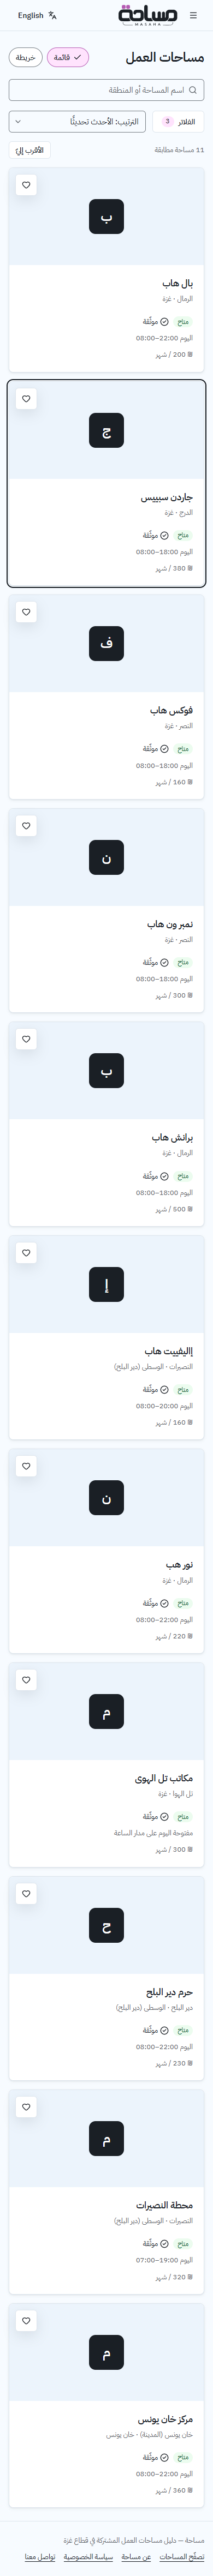 مساحة
MASAHA
English
مساحات العمل
قائمة
خريطة
اسم المساحة أو المنطقة
الفلاتر 3
الترتيب: الأحدث تحديثًا
11 مساحة مطابقة
الأقرب إليّ
ب
بال هاب
الرمال · غزة
متاح موثّقة
اليوم 22:00–08:00
₪ 200 / شهر
ج
جاردن سبيس
الدرج · غزة
متاح موثّقة
اليوم 18:00–08:00
₪ 380 / شهر
ف
فوكس هاب
النصر · غزة
متاح موثّقة
اليوم 18:00–08:00
₪ 160 / شهر
ن
نمبر ون هاب
النصر · غزة
متاح موثّقة
اليوم 18:00–08:00
₪ 300 / شهر
ب
برانش هاب
الرمال · غزة
متاح موثّقة
اليوم 18:00–08:00
₪ 500 / شهر
إ
إاليفييت هاب
النصيرات · الوسطى (دير البلح)
متاح موثّقة
اليوم 20:00–08:00
₪ 160 / شهر
ن
نور هب
الرمال · غزة
متاح موثّقة
اليوم 22:00–08:00
₪ 220 / شهر
م
مكاتب تل الهوى
تل الهوا · غزة
متاح موثّقة
مفتوحة اليوم على مدار الساعة
₪ 300 / شهر
ح
حرم دير البلح
دير البلح · الوسطى (دير البلح)
متاح موثّقة
اليوم 22:00–08:00
₪ 230 / شهر
م
محطة النصيرات
النصيرات · الوسطى (دير البلح)
متاح موثّقة
اليوم 19:00–07:00
₪ 320 / شهر
م
مركز خان يونس
خان يونس (المدينة) · خان يونس
متاح موثّقة
اليوم 22:00–08:00
₪ 360 / شهر
مساحة — دليل مساحات العمل المشتركة في قطاع غزة
تصفّح المساحات
عن مساحة
سياسة الخصوصية
تواصل معنا